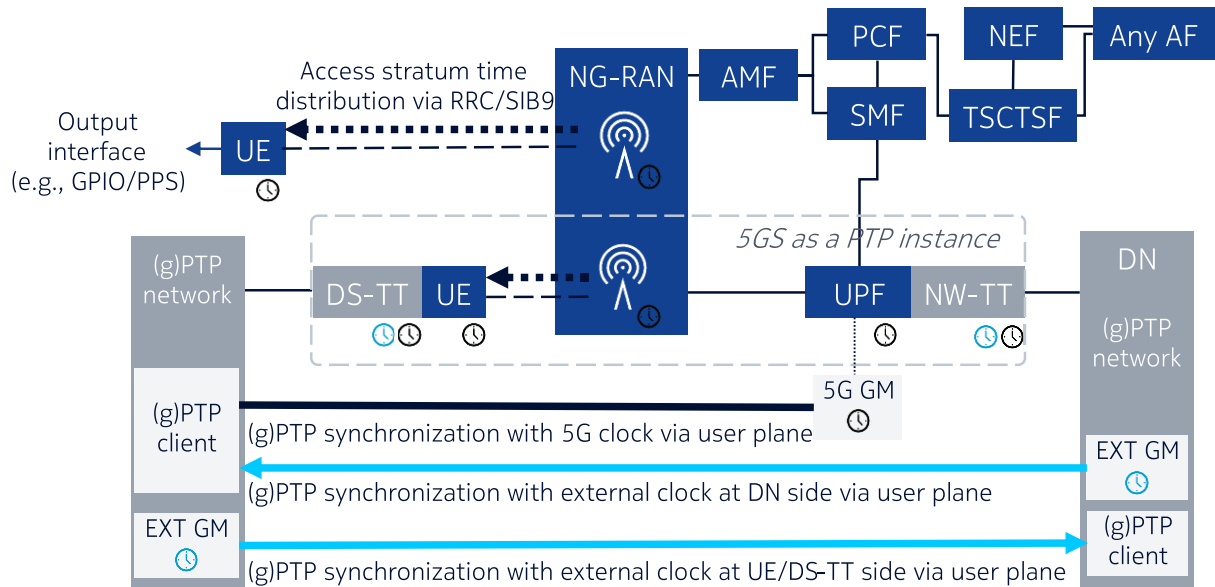 PCF
NEF
Any AF
NG-RAN
AMF
Access stratum time
distribution via RRC/SIB9
SMF
TSCTSF
Output
interface
(e.g., GPIO/PPS)
UE
5GS as a PTP instance
(g)PTP
network
DS-TT
UE
UPF
NW-TT
DN
(g)PTP
network
5G GM
(g)PTP
client
(g)PTP synchronization with 5G clock via user plane
EXT GM
(g)PTP synchronization with external clock at DN side via user plane
EXT GM
(g)PTP
client
(g)PTP synchronization with external clock at UE/DS-TT side via user plane